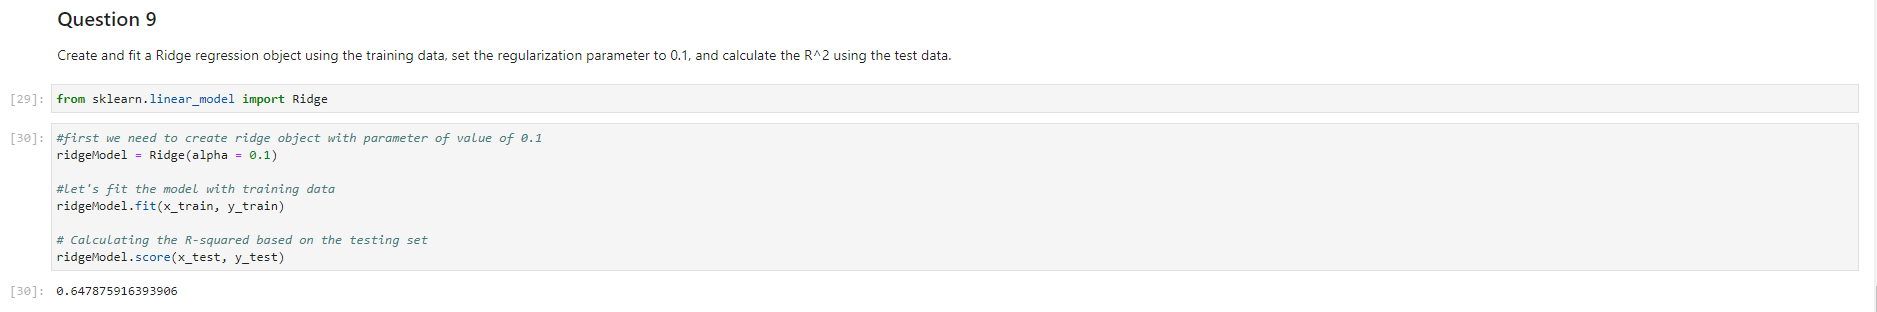 Question 9
Create and fit a Ridge regression object using the training data, set the regularization parameter to 0.1, and calculate the R^2 using the test data.
[29]: from sklearn.linear_model import Ridge
[30]: #first we need to create ridge object with parameter of value of 0.1
ridgeModel = Ridge(alpha = 0.1)
#let's fit the model with training data
ridgeModel.fit(x_train, y_train)
# Calculating the R-squared based on the testing set
ridgeModel.score(x_test, y_test)
[30]: 0.647875916393906